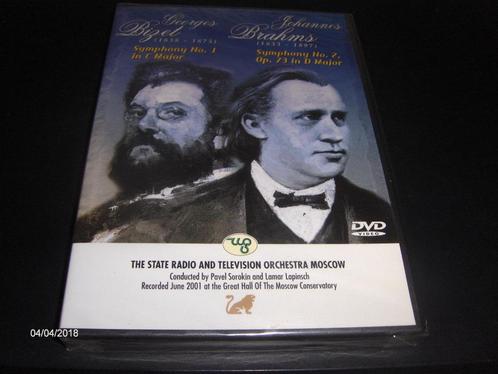 Georges
Bizet
(1838 - 1875)
Symphony No. 1
in C Major
Johannes
Brahms
(1833 - 1897)
Symphony No. 2,
Op. 73 in D Major
DVD
VIDEO
wg
THE STATE RADIO AND TELEVISION ORCHESTRA MOSCOW
Conducted by Pavel Sorokin and Lamar Lapinsch
Recorded June 2001 at the Great Hall Of The Moscow Conservatory
04/04/2018